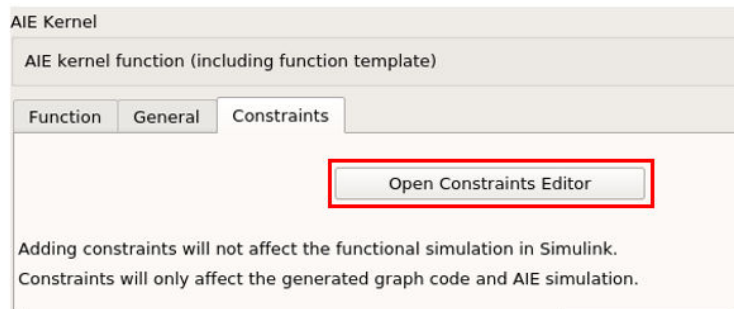 AIE Kernel
AIE kernel function (including function template)
Function General Constraints
Open Constraints Editor
Adding constraints will not affect the functional simulation in Simulink.
Constraints will only affect the generated graph code and AIE simulation.